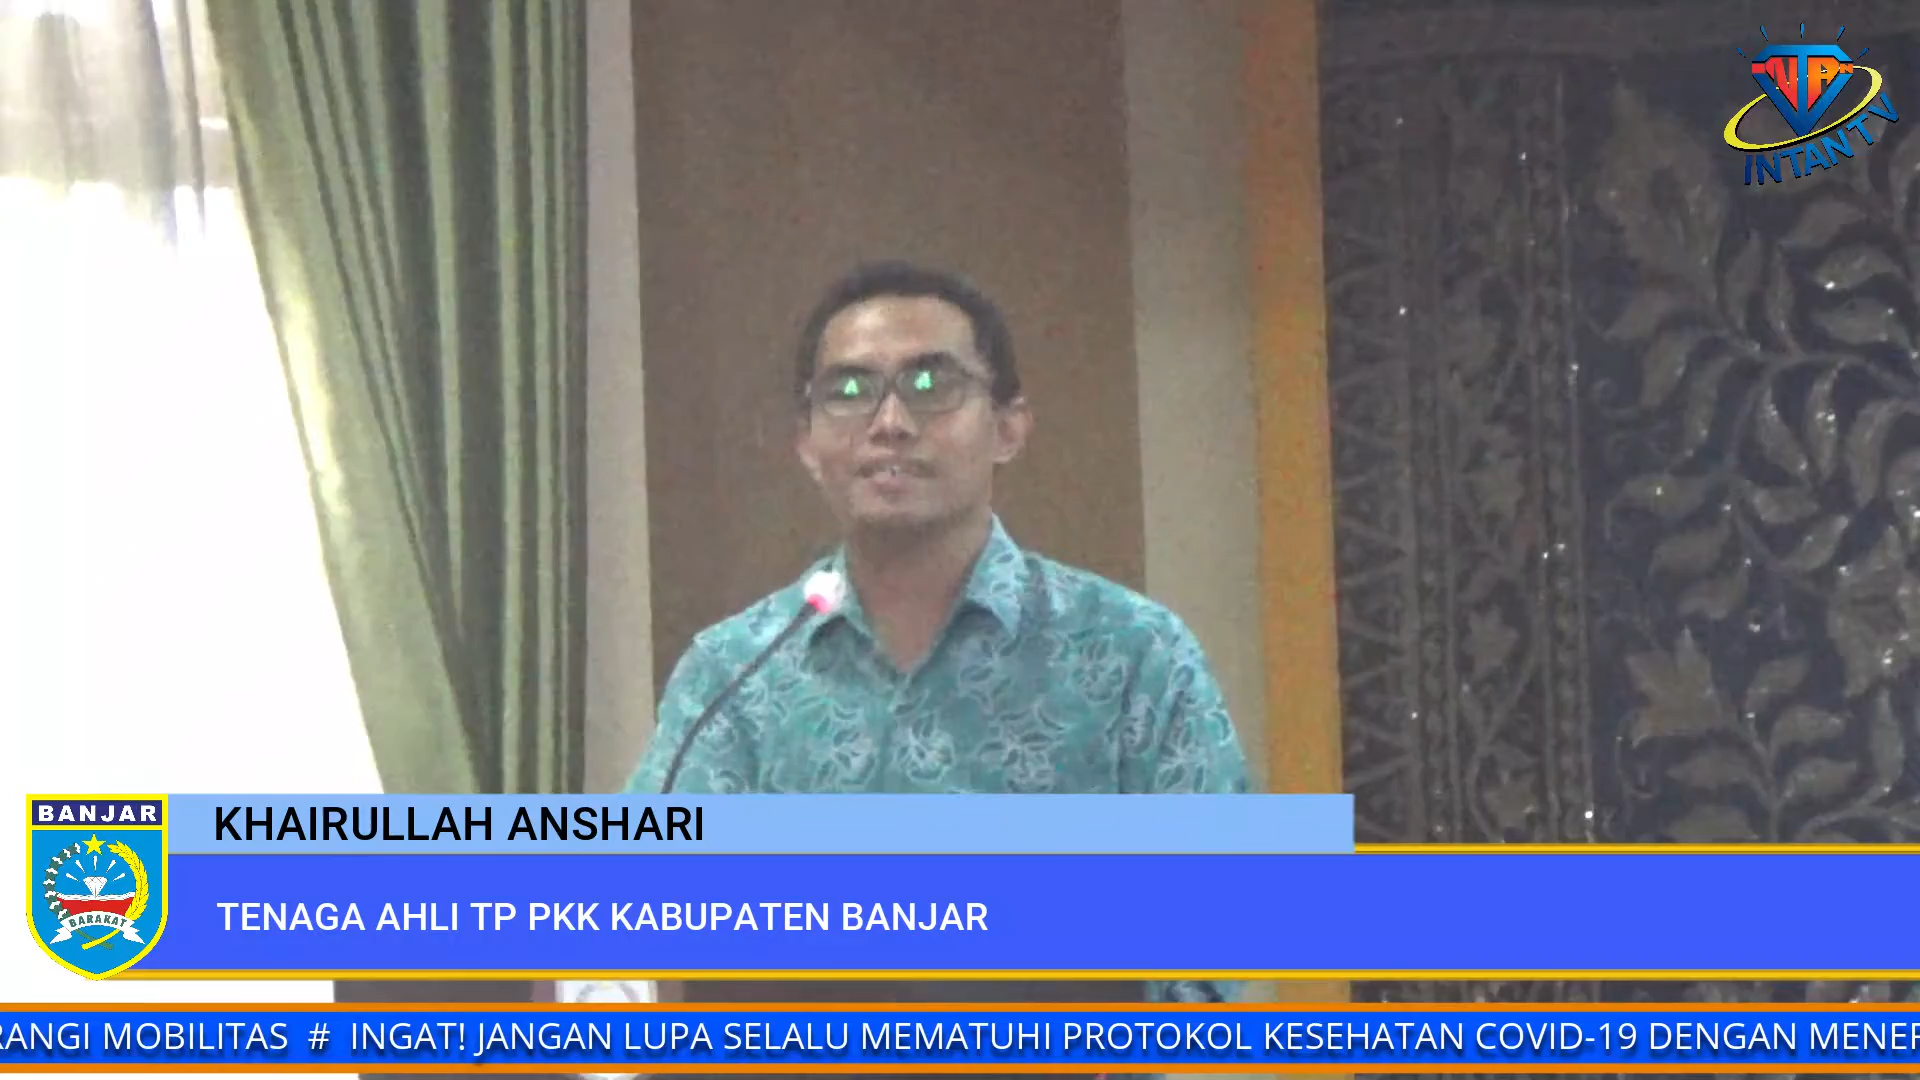 INTAN
INTAN TV
BANJAR
BARAKAT
KHAIRULLAH ANSHARI
TENAGA AHLI TP PKK KABUPATEN BANJAR
RANGI MOBILITAS # INGAT! JANGAN LUPA SELALU MEMATUHI PROTOKOL KESEHATAN COVID-19 DENGAN MENER